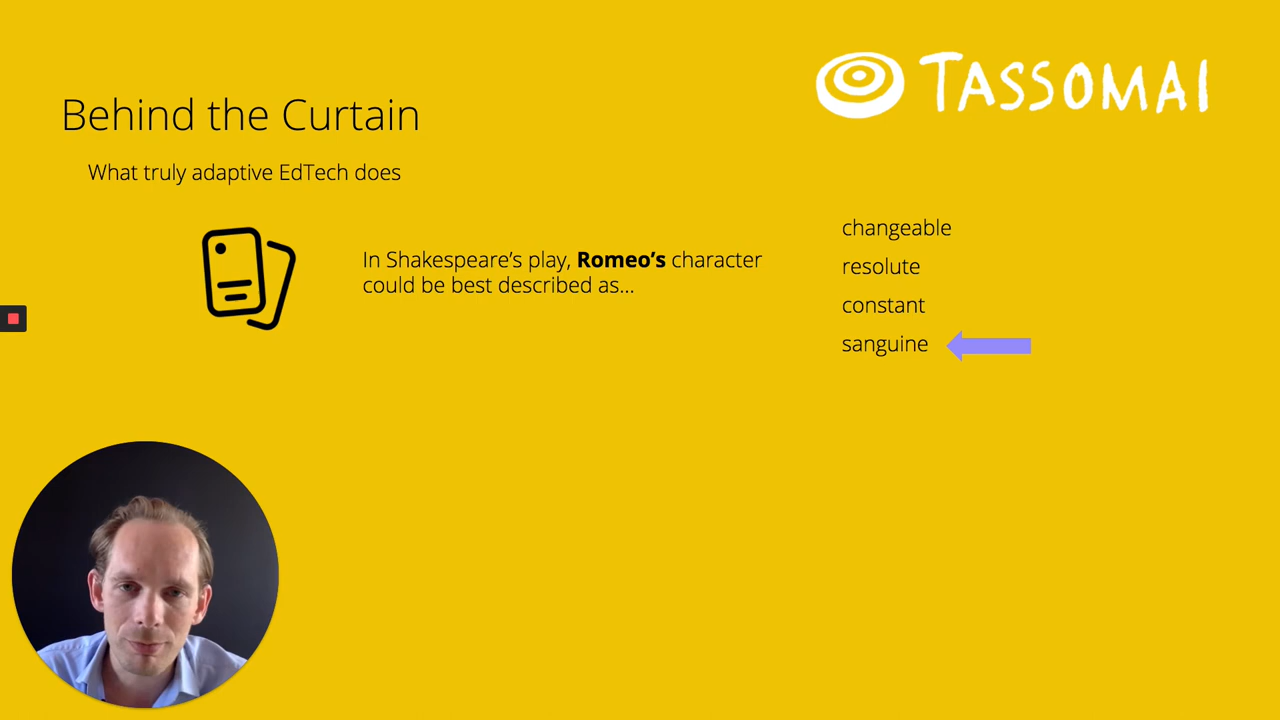 TASSOMAI
Behind the Curtain
What truly adaptive EdTech does
In Shakespeare’s play, Romeo’s character
could be best described as...
changeable
resolute
constant
sanguine